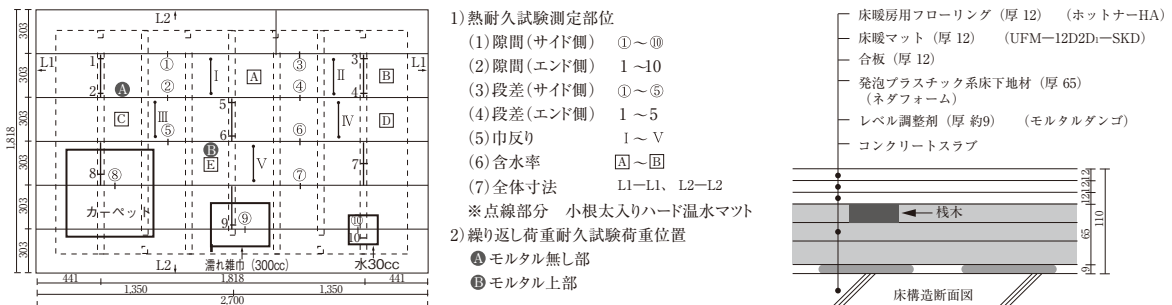 L2
303
303
303
303
303
303
1,818
L1
L1
1
①
③
3
I
II
A
B
2
A
②
④
4
C
III
5
IV
D
⑤
6
⑥
B
E
V
7
8
⑧
⑦
カーペット
9
⑨
⑩
10
L2
濡れ雑巾(300cc)
水30cc
441
1,818
441
1,350
1,350
2,700
1)熱耐久試験測定部位
(1)隙間(サイド側) ①〜⑩
(2)隙間(エンド側) 1〜10
(3)段差(サイド側) ①〜⑤
(4)段差(エンド側) 1〜5
(5)巾反り I〜V
(6)含水率 A〜B
(7)全体寸法 L1―L1、L2―L2
※点線部分 小根太入りハード温水マツト
2)繰り返し荷重耐久試験荷重位置
A モルタル無し部
B モルタル上部
床暖房用フローリング(厚 12) (ホットナーHA)
床暖マット(厚 12) (UFM―12D2D₁―SKD)
合板(厚 12)
発泡プラスチック系床下地材(厚 65)
(ネダフォーム)
レベル調整剤(厚 約9) (モルタルダンゴ)
コンクリートスラブ
桟木
12
12
12
65
9
110
床構造断面図